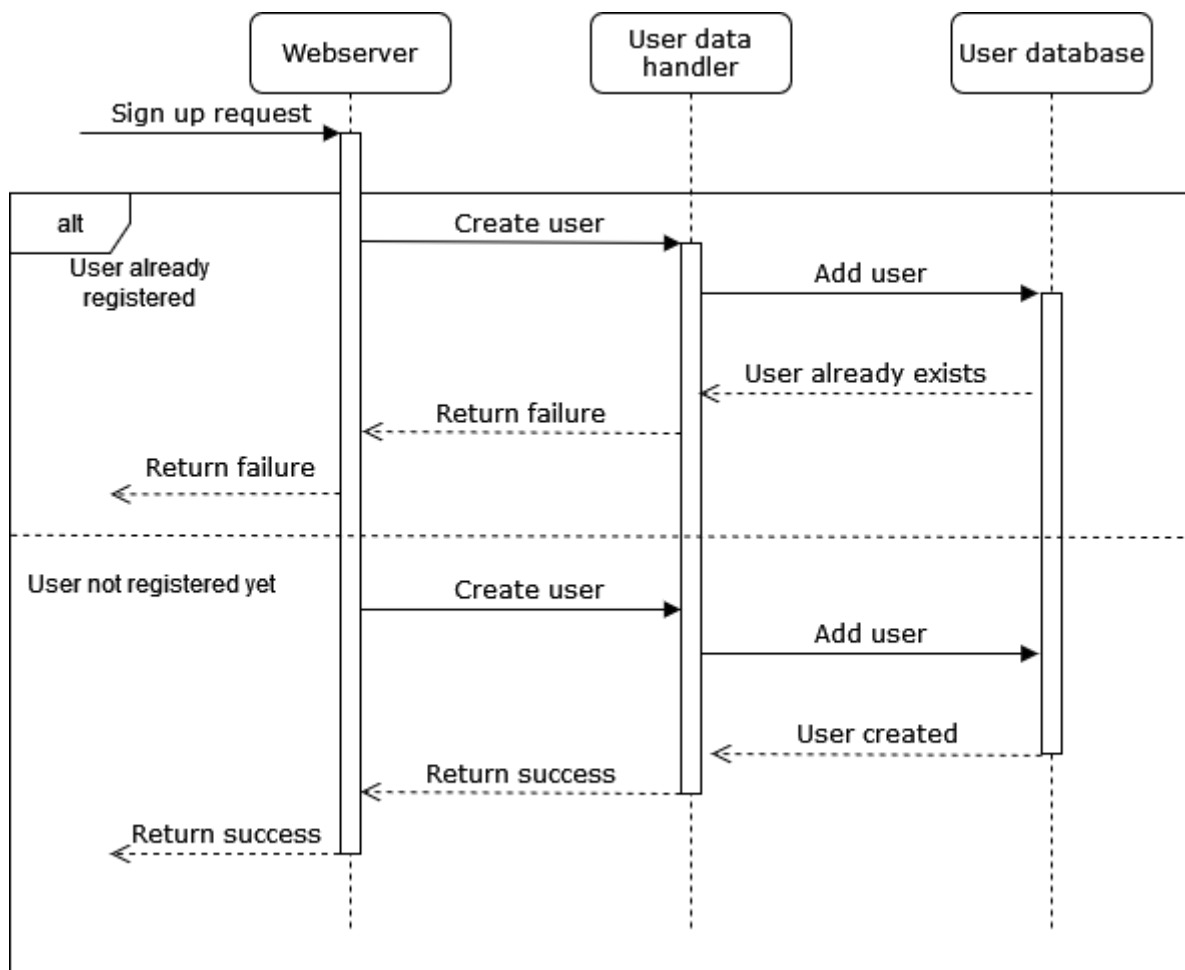 Webserver
User data
handler
User database
Sign up request
alt
Create user
User already
registered
Add user
User already exists
Return failure
Return failure
User not registered yet
Create user
Add user
User created
Return success
Return success